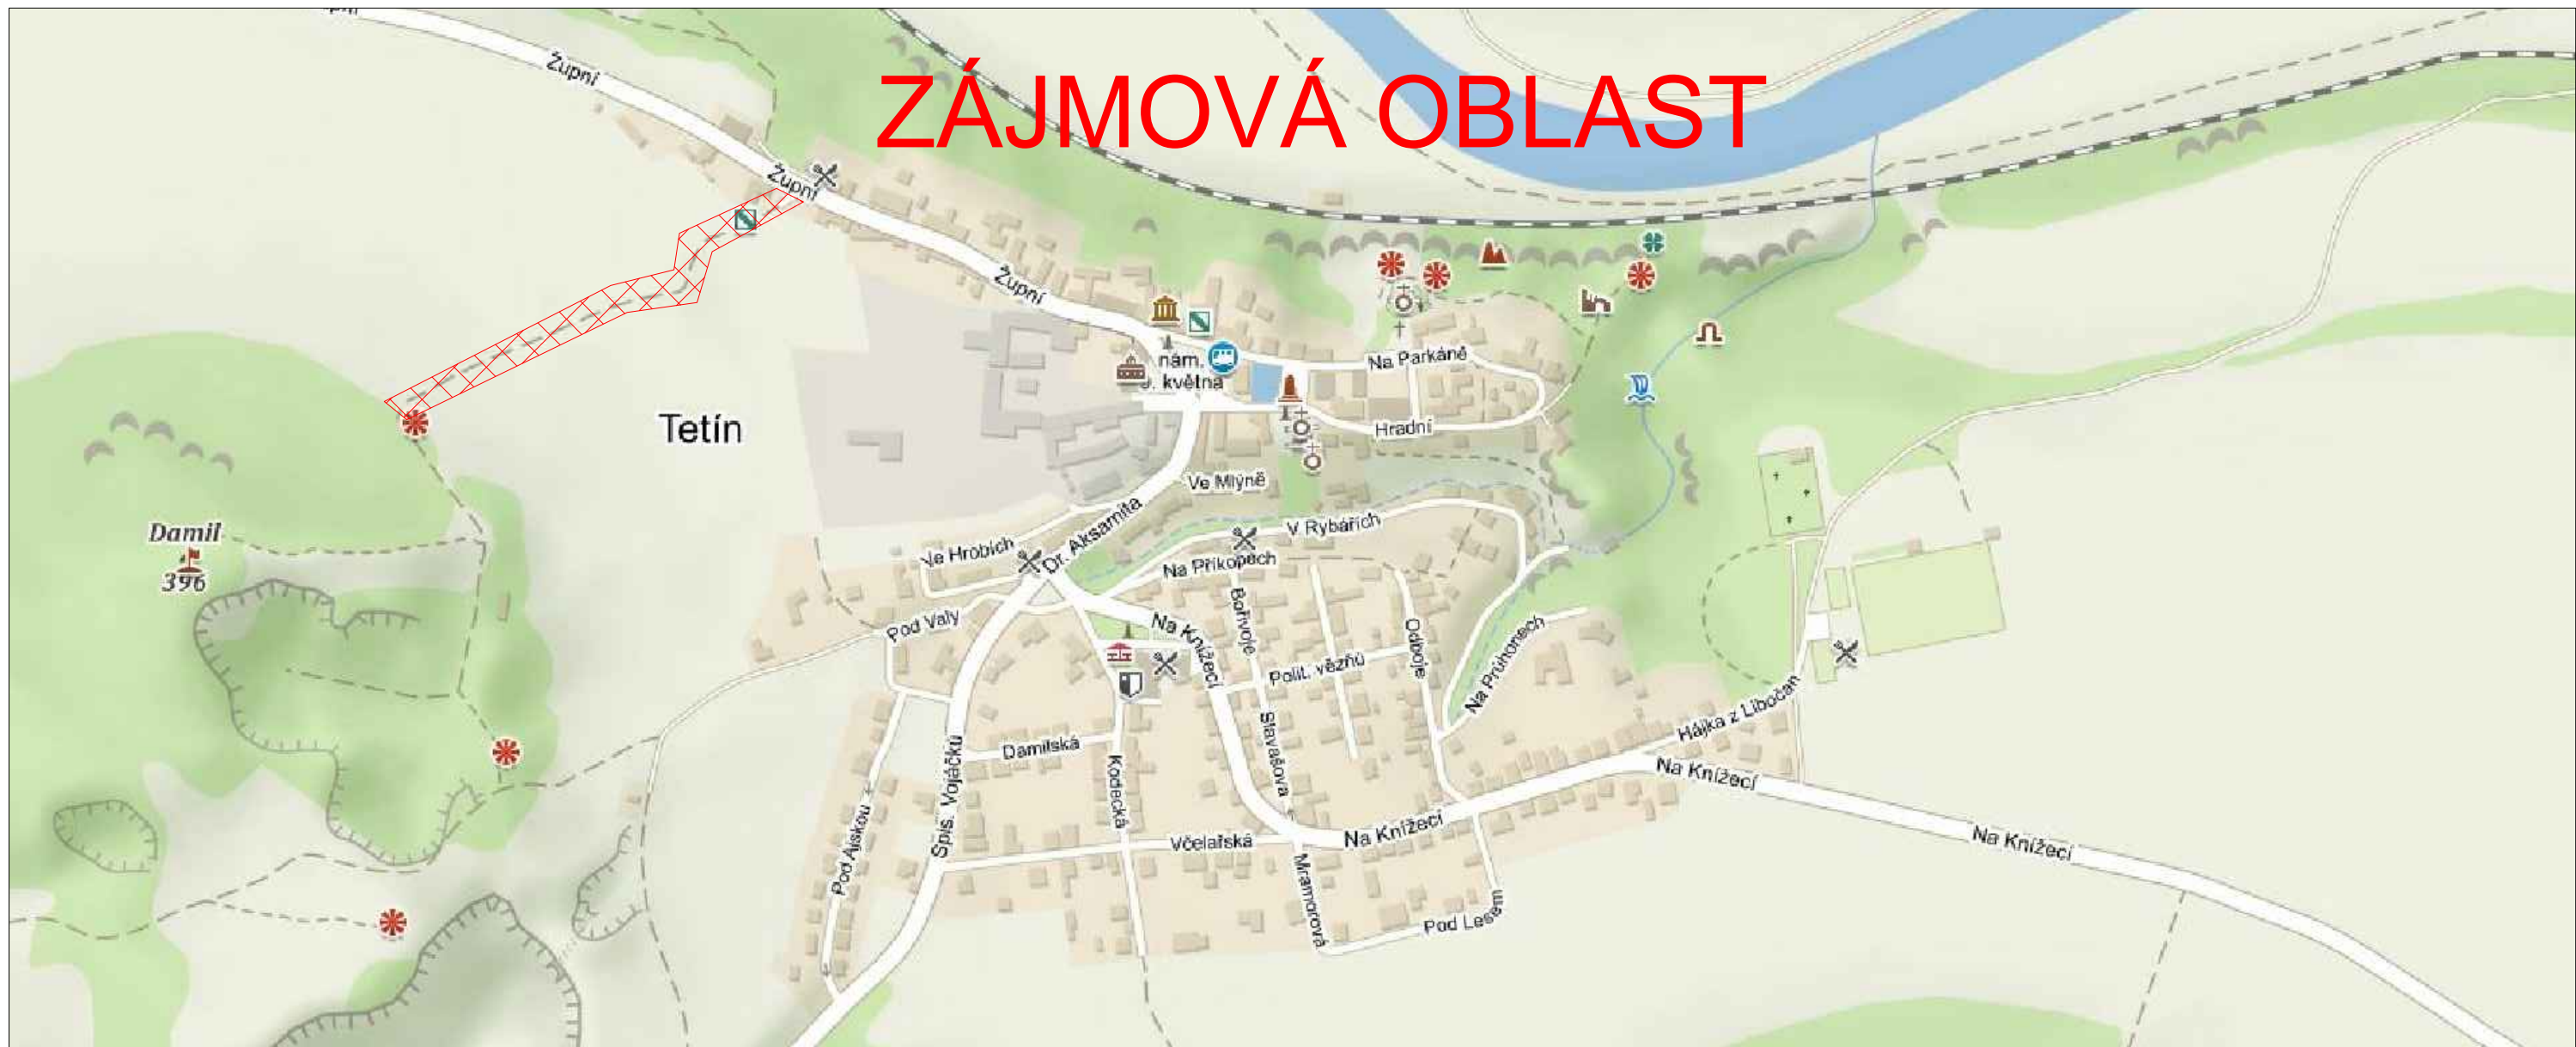 Župní
ZÁJMOVÁ OBLAST
Župní
Župní
nám.
9. května
Na Parkáně
Hradní
Tetín
Ve Mlýně
Dr. Aksamita
V Rybářích
Ve Hrobích
Na Příkopech
Damil
396
Pod Valy
Na Knížecí
Bořivoje
Odboje
Polit. vězňů
Na Průhonech
Hájka z Libočan
Slavašova
Damilská
Spis. Vojáčků
Kodecká
Na Knížecí
Pod Alskou
Včelařská
Na Knížecí
Na Knížecí
Mramorová
Pod Lesem